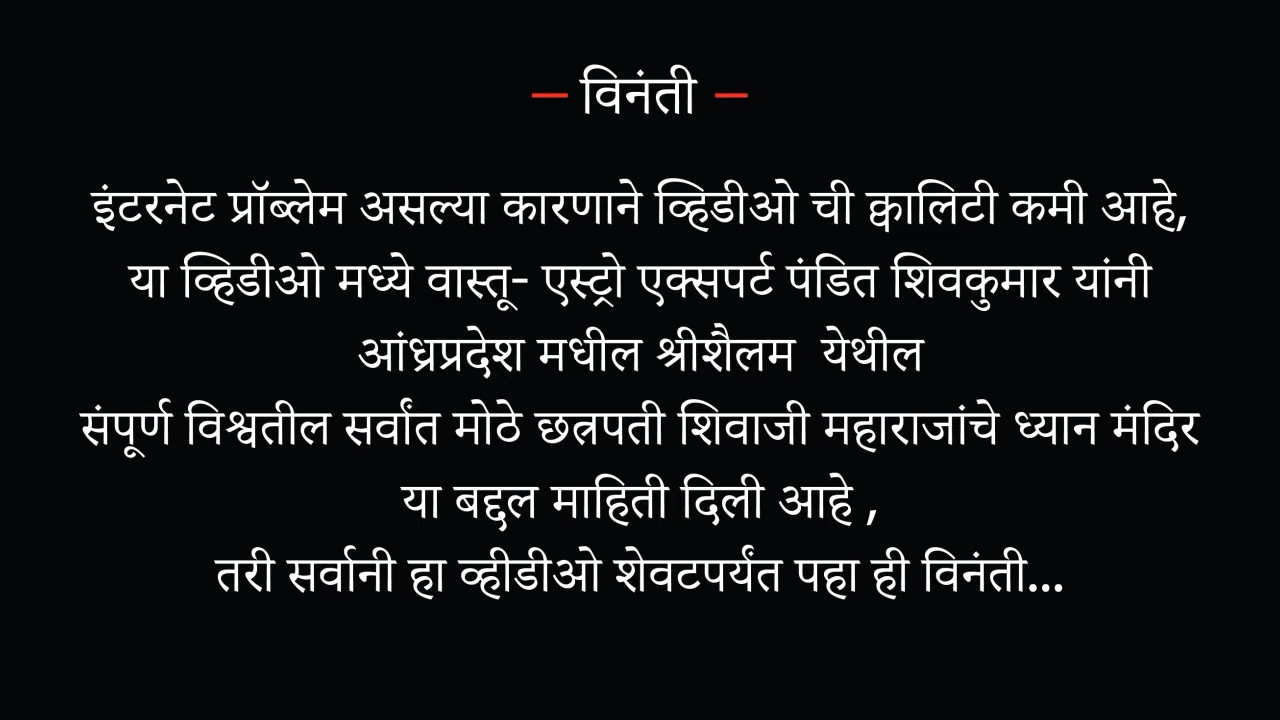 — विनंती —
इंटरनेट प्रॉब्लेम असल्या कारणाने व्हिडीओ ची क्वालिटी कमी आहे,
या व्हिडीओ मध्ये वास्तू- एस्ट्रो एक्सपर्ट पंडित शिवकुमार यांनी
आंध्रप्रदेश मधील श्रीशैलम येथील
संपूर्ण विश्वतील सर्वांत मोठे छत्रपती शिवाजी महाराजांचे ध्यान मंदिर
या बद्दल माहिती दिली आहे ,
तरी सर्वानी हा व्हीडीओ शेवटपर्यंत पहा ही विनंती...